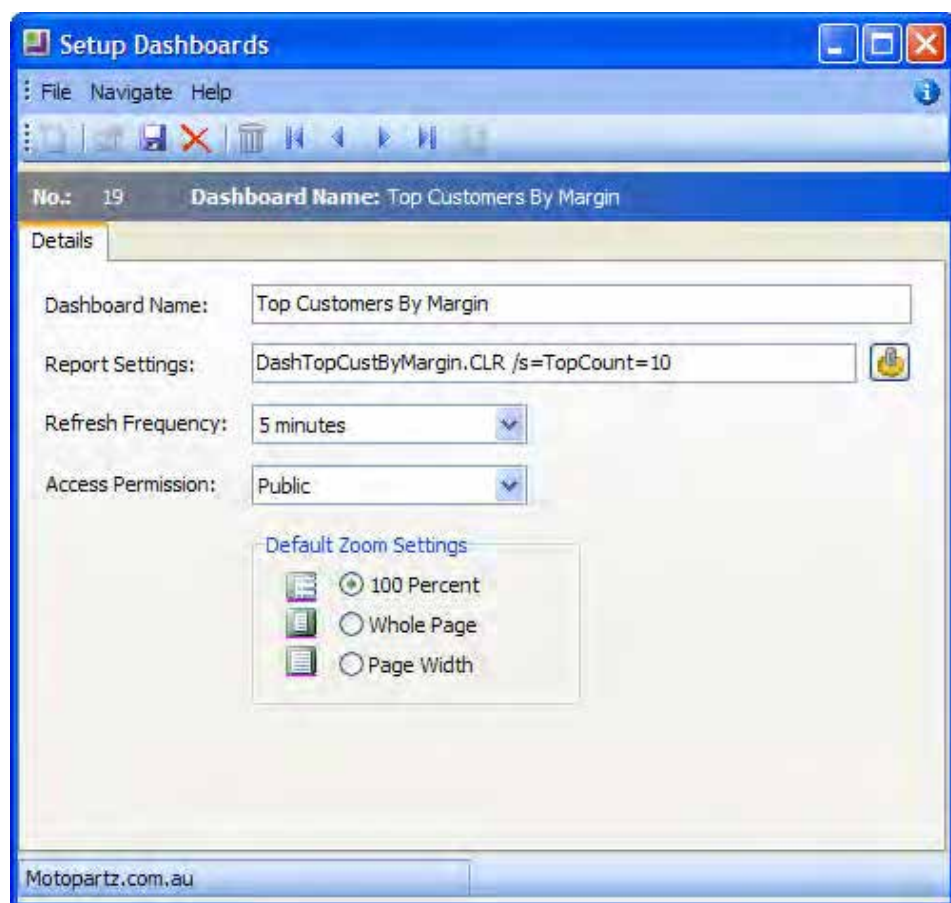 Setup Dashboards
File Navigate Help
No.: 19 Dashboard Name: Top Customers By Margin
Details
Dashboard Name: Top Customers By Margin
Report Settings: DashTopCustByMargin.CLR /s=TopCount=10
Refresh Frequency: 5 minutes
Access Permission: Public
Default Zoom Settings
100 Percent
Whole Page
Page Width
Motopartz.com.au